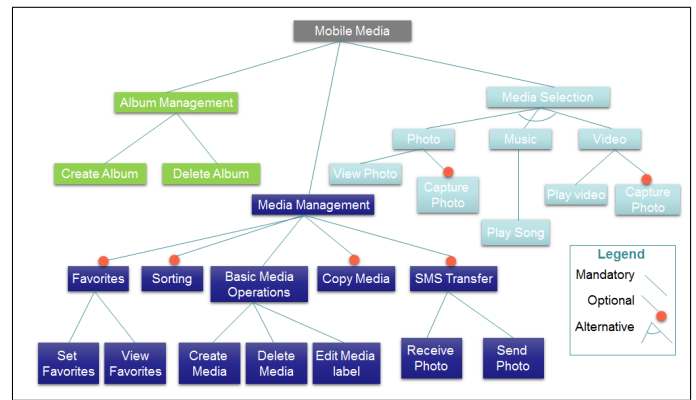 Mobile Media
Album Management
Media Selection
Photo
Music
Video
Create Album
Delete Album
View Photo
Capture
Photo
Play video
Capture
Photo
Media Management
Play Song
Favorites
Sorting
Basic Media
Operations
Copy Media
SMS Transfer
Set
Favorites
View
Favorites
Create
Media
Delete
Media
Edit Media
label
Receive
Photo
Send
Photo
Legend
Mandatory
Optional
Alternative